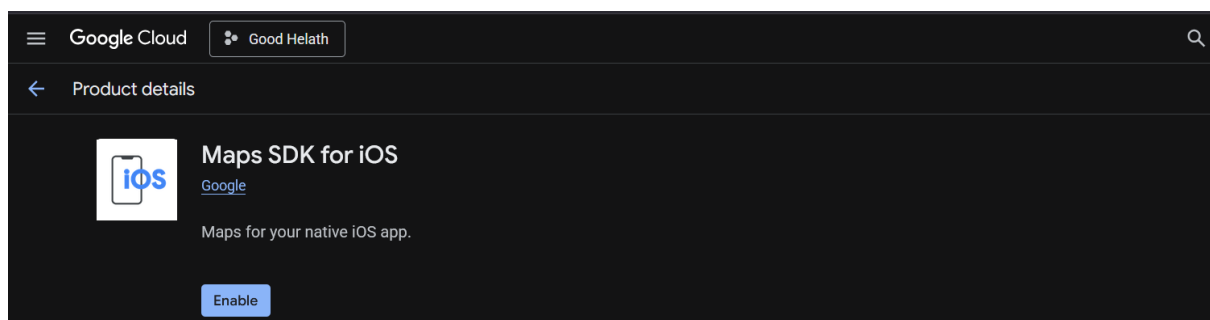 Google Cloud Good Helath
Product details
iOS
Maps SDK for iOS
Google
Maps for your native iOS app.
Enable